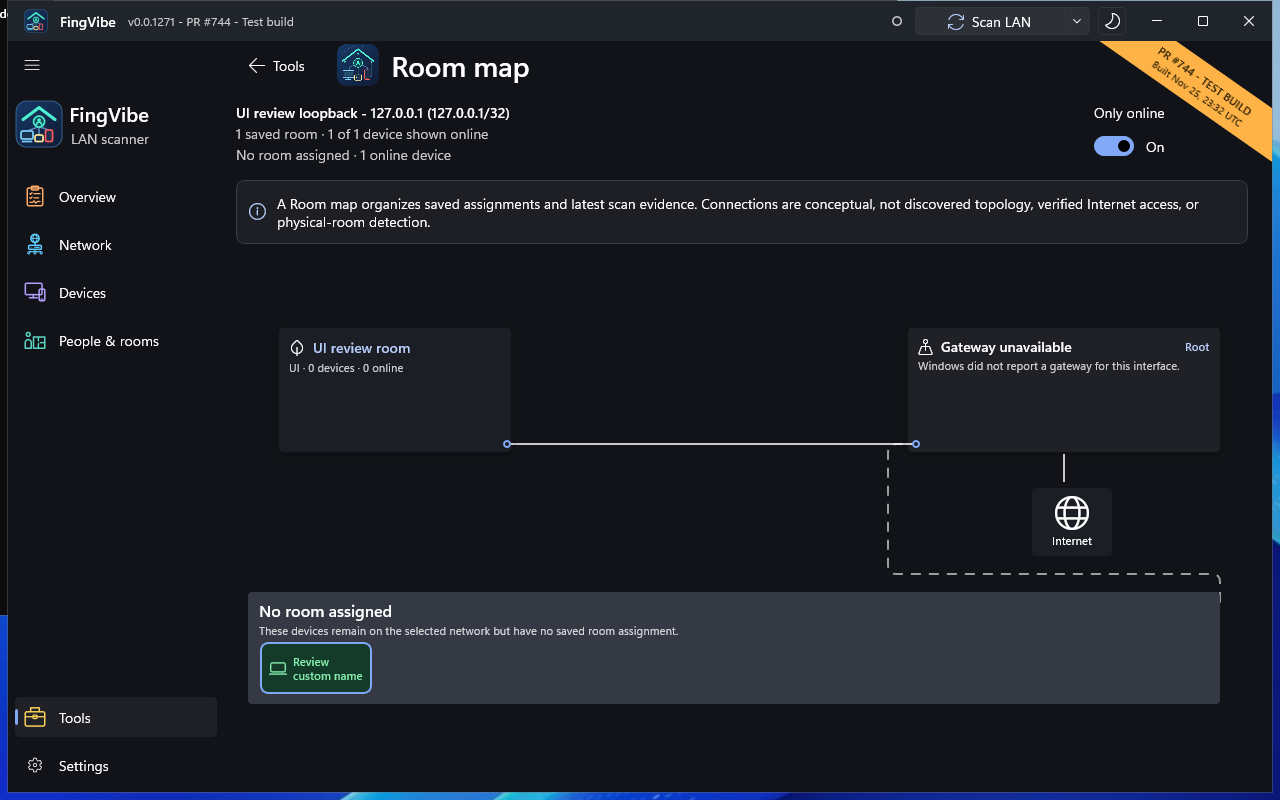 FingVibe v0.0.1271 - PR #744 - Test build
Scan LAN
Tools
Room map
PR #744 - TEST BUILD
Built Nov 25, 23:32 UTC
FingVibe
LAN scanner
UI review loopback - 127.0.0.1 (127.0.0.1/32)
1 saved room · 1 of 1 device shown online
No room assigned · 1 online device
Only online
On
Overview
Network
Devices
People & rooms
A Room map organizes saved assignments and latest scan evidence. Connections are conceptual, not discovered topology, verified Internet access, or
physical-room detection.
UI review room
UI · 0 devices · 0 online
Gateway unavailable
Root
Windows did not report a gateway for this interface.
Internet
No room assigned
These devices remain on the selected network but have no saved room assignment.
Review
custom name
Tools
Settings